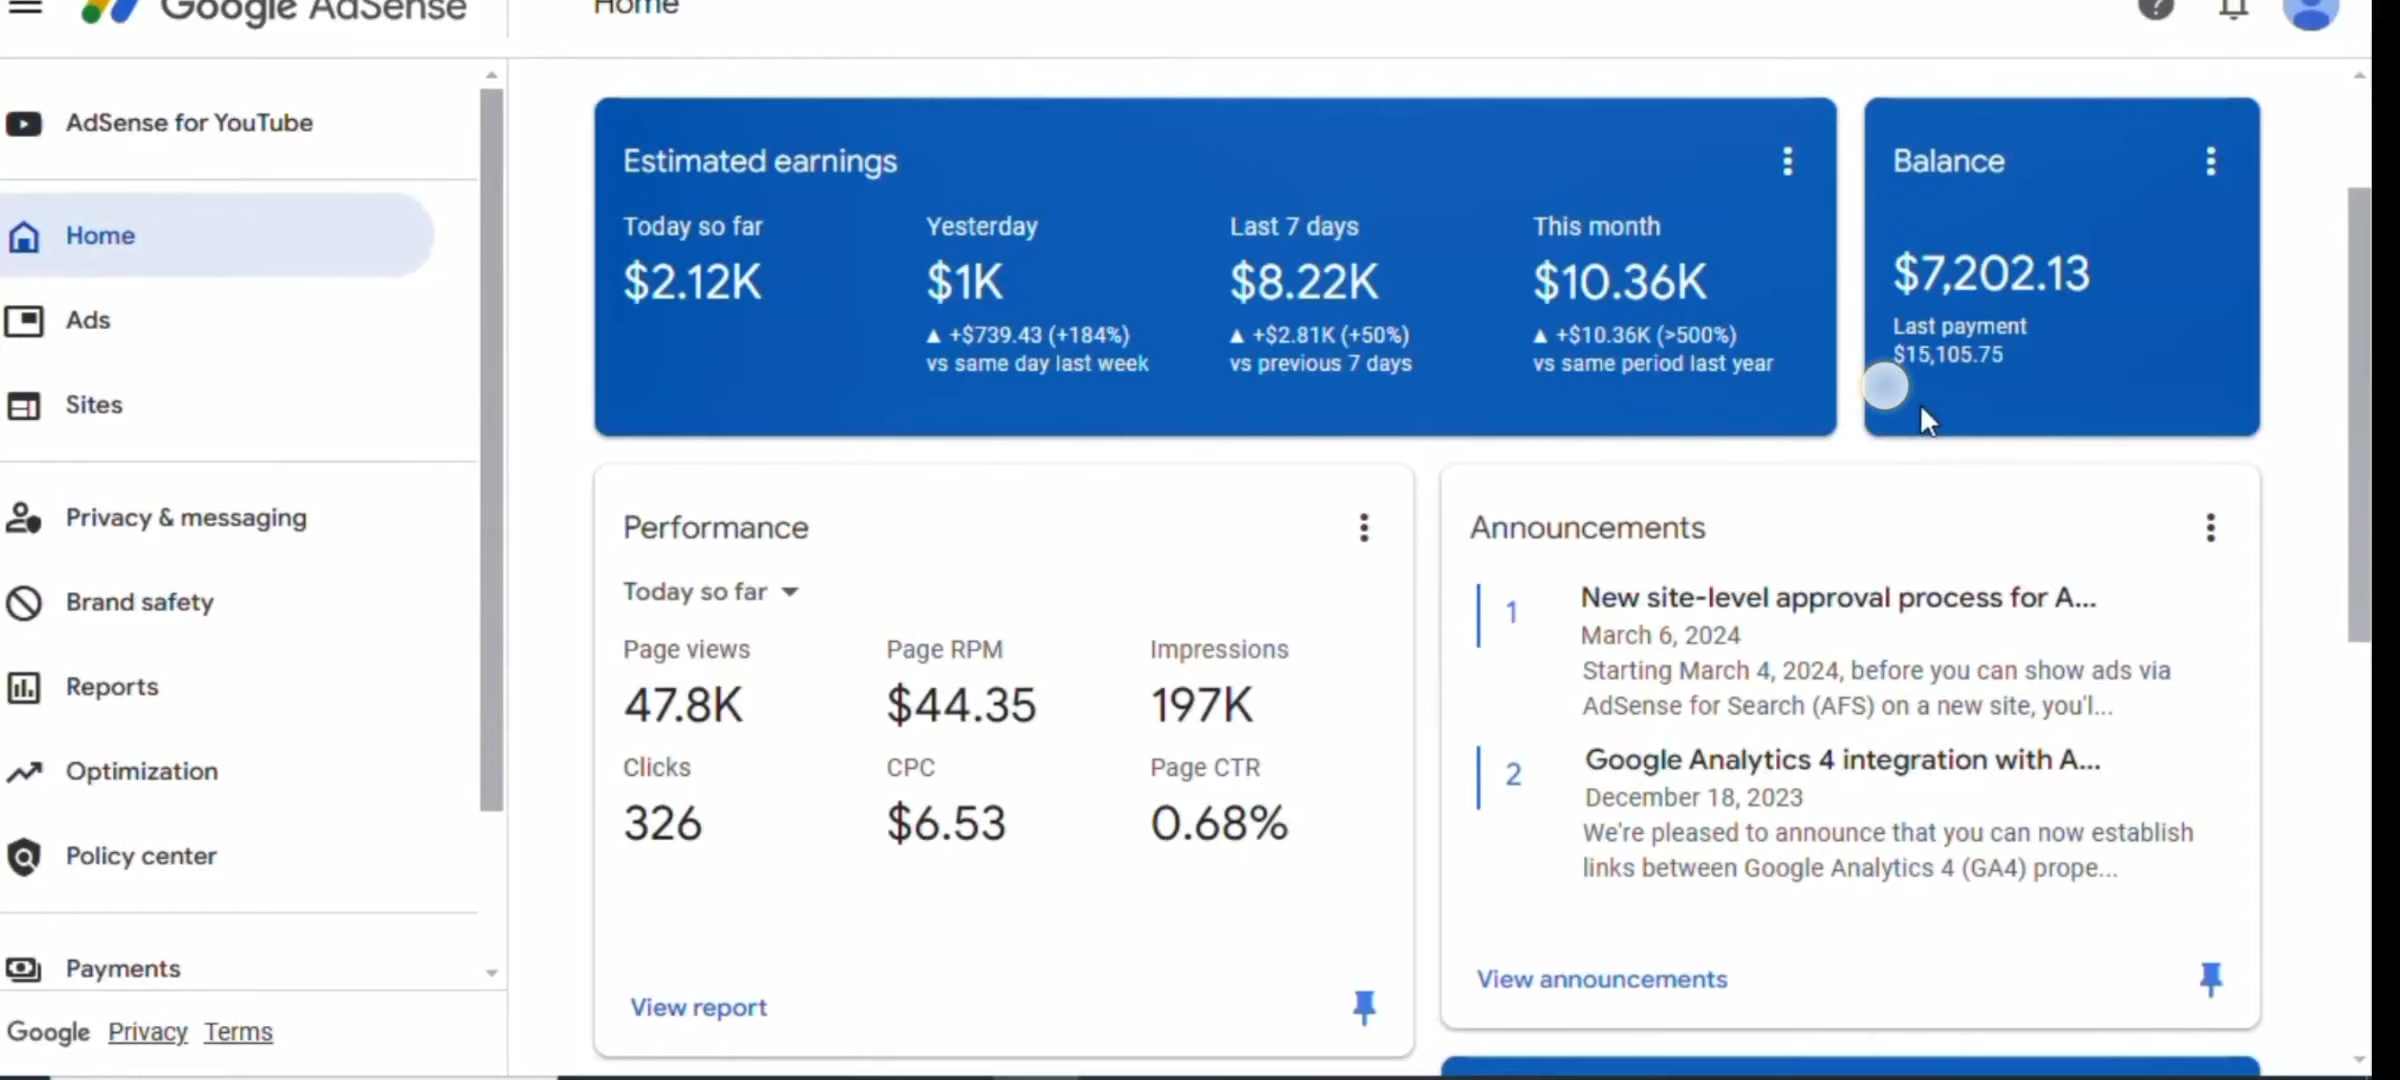 Google AdSense
Home
AdSense for YouTube
Home
Ads
Sites
Privacy & messaging
Brand safety
Reports
Optimization
Policy center
Payments
Google Privacy Terms
Estimated earnings
Today so far
$2.12K
Yesterday
$1K
▲ +$739.43 (+184%)
vs same day last week
Last 7 days
$8.22K
▲ +$2.81K (+50%)
vs previous 7 days
This month
$10.36K
▲ +$10.36K (>500%)
vs same period last year
Balance
$7,202.13
Last payment
$15,105.75
Performance
Today so far
Page views
47.8K
Page RPM
$44.35
Impressions
197K
Clicks
326
CPC
$6.53
Page CTR
0.68%
View report
Announcements
1
New site-level approval process for A...
March 6, 2024
Starting March 4, 2024, before you can show ads via
AdSense for Search (AFS) on a new site, you'l...
2
Google Analytics 4 integration with A...
December 18, 2023
We're pleased to announce that you can now establish
links between Google Analytics 4 (GA4) prope...
View announcements